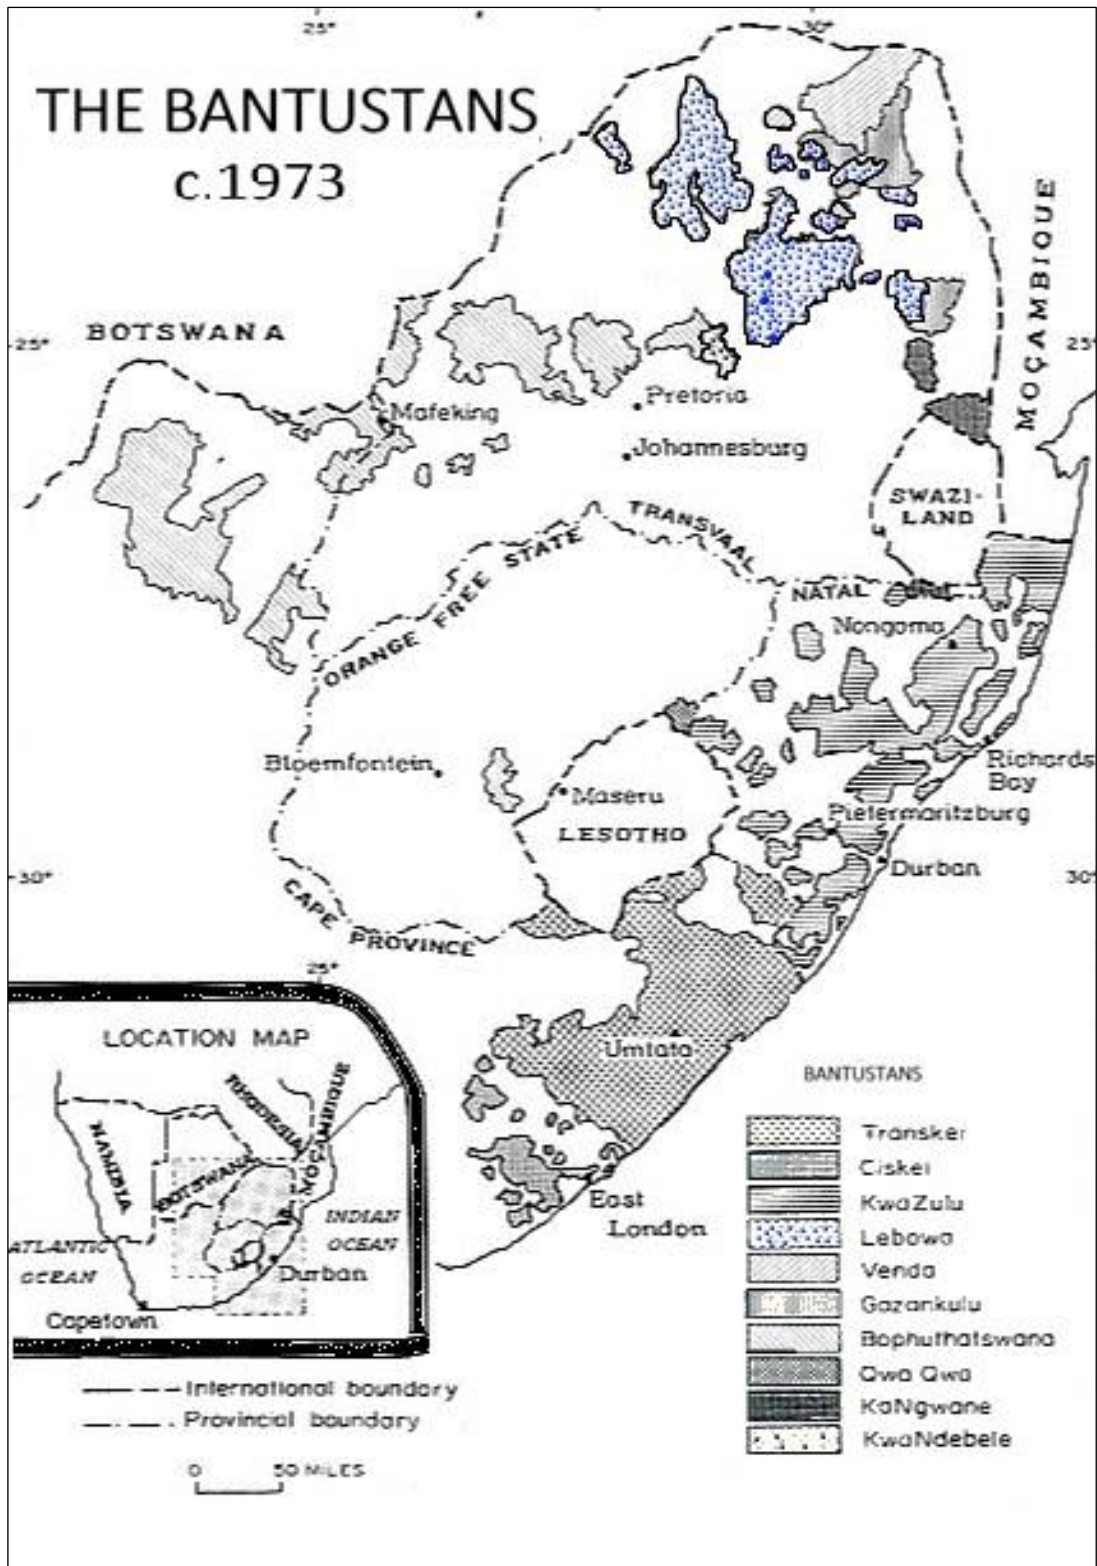 25°
30°
THE BANTUSTANS
c.1973
MOÇAMBIQUE
BOTSWANA
25°
25°
Pretoria
Mafeking
Johannesburg
SWAZI-
LAND
TRANSVAAL
ORANGE FREE STATE
NATAL
Nongoma
Bloemfontein
Richards
Bay
Maseru
Pietermaritzburg
LESOTHO
Durban
30°
30°
CAPE PROVINCE
25°
LOCATION MAP
Umtata
BANTUSTANS
RHODESIA
MOÇAMBIQUE
NAMIBIA
BOTSWANA
Transkei
Ciskei
East
London
KwaZulu
INDIAN
OCEAN
Lebowa
ATLANTIC
OCEAN
Durban
Venda
Capetown
Gazankulu
Bophuthatswana
Qwa Qwa
International boundary
KaNgwane
Provincial boundary
KwaNdebele
0 50 MILES